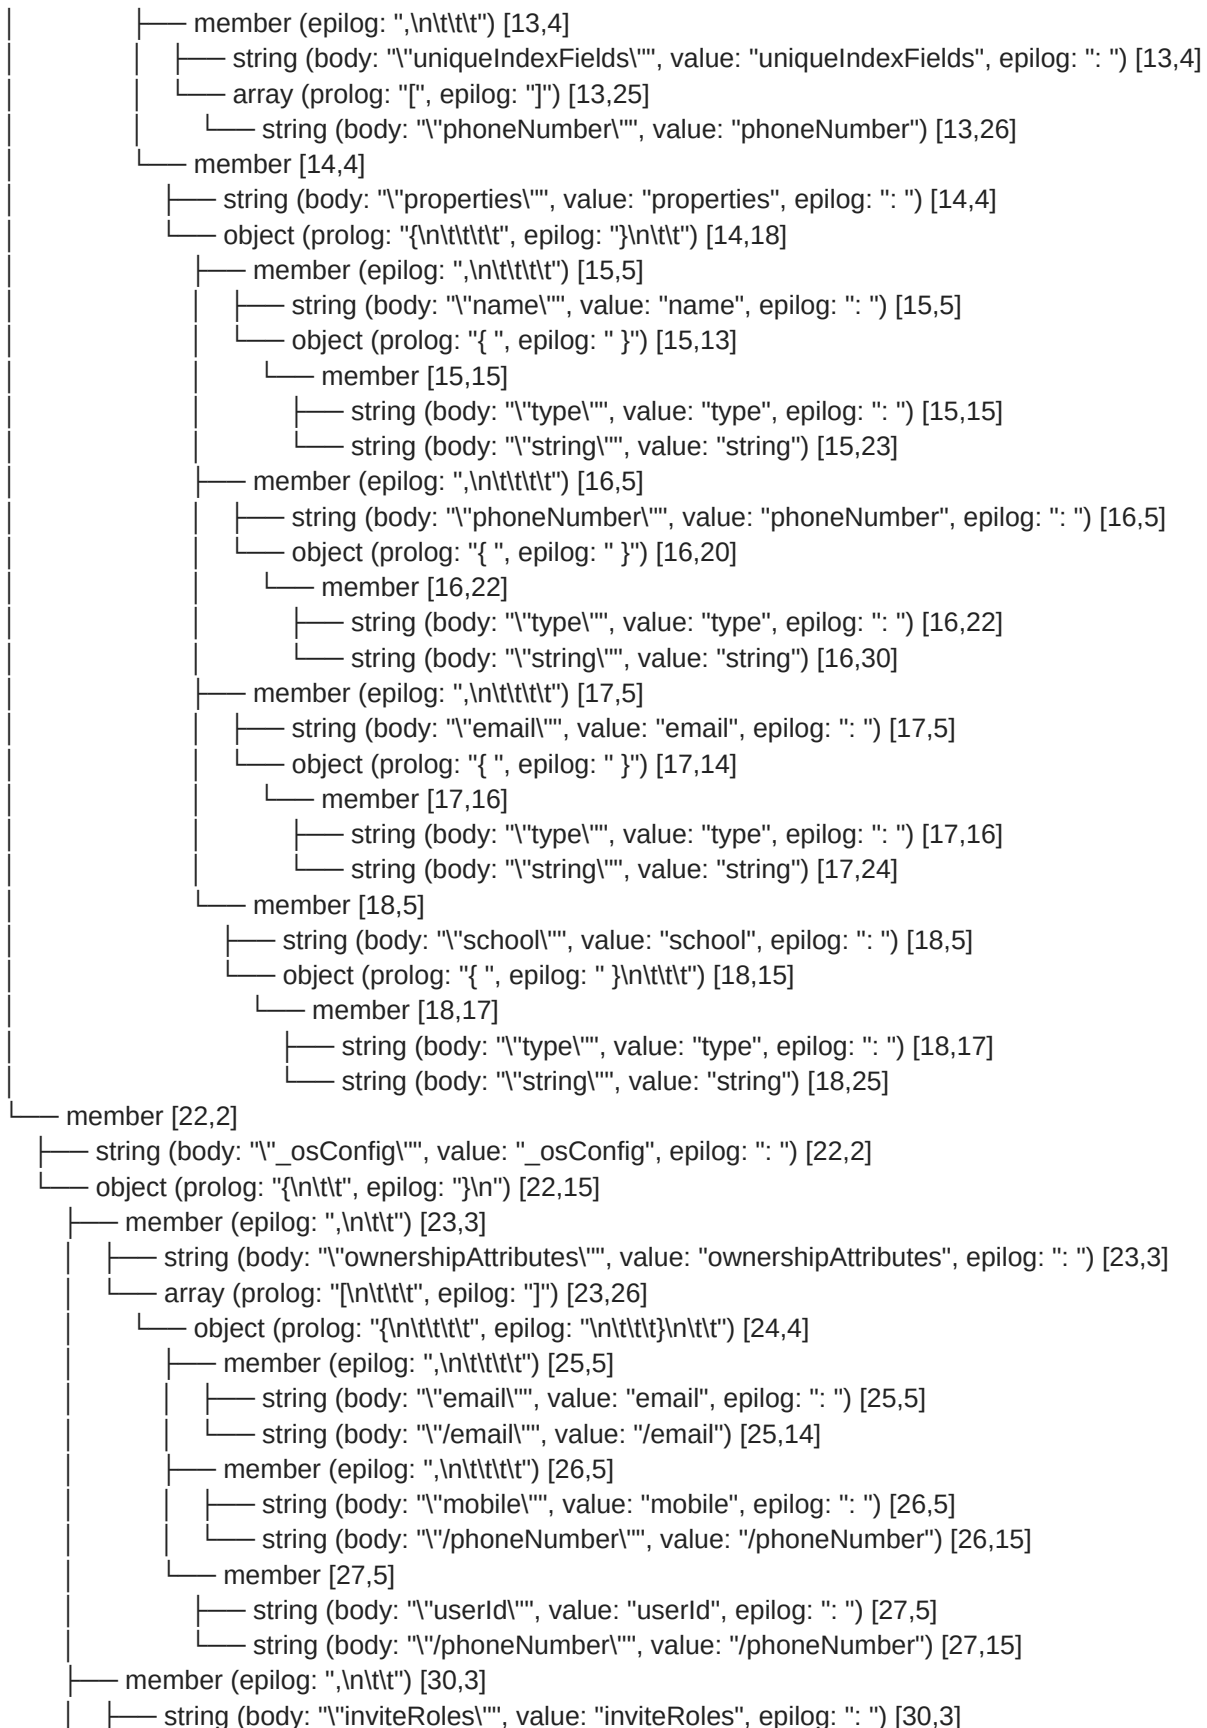 member (epilog: ",\n\t\t\t") [13,4]
string (body: "\"uniqueIndexFields\"", value: "uniqueIndexFields", epilog: ": ") [13,4]
array (prolog: "[", epilog: "]") [13,25]
string (body: "\"phoneNumber\"", value: "phoneNumber") [13,26]
member [14,4]
string (body: "\"properties\"", value: "properties", epilog: ": ") [14,4]
object (prolog: "{\n\t\t\t\t", epilog: "}\n\t\t") [14,18]
member (epilog: ",\n\t\t\t\t") [15,5]
string (body: "\"name\"", value: "name", epilog: ": ") [15,5]
object (prolog: "{ ", epilog: " }") [15,13]
member [15,15]
string (body: "\"type\"", value: "type", epilog: ": ") [15,15]
string (body: "\"string\"", value: "string") [15,23]
member (epilog: ",\n\t\t\t\t") [16,5]
string (body: "\"phoneNumber\"", value: "phoneNumber", epilog: ": ") [16,5]
object (prolog: "{ ", epilog: " }") [16,20]
member [16,22]
string (body: "\"type\"", value: "type", epilog: ": ") [16,22]
string (body: "\"string\"", value: "string") [16,30]
member (epilog: ",\n\t\t\t\t") [17,5]
string (body: "\"email\"", value: "email", epilog: ": ") [17,5]
object (prolog: "{ ", epilog: " }") [17,14]
member [17,16]
string (body: "\"type\"", value: "type", epilog: ": ") [17,16]
string (body: "\"string\"", value: "string") [17,24]
member [18,5]
string (body: "\"school\"", value: "school", epilog: ": ") [18,5]
object (prolog: "{ ", epilog: " }\n\t\t\t") [18,15]
member [18,17]
string (body: "\"type\"", value: "type", epilog: ": ") [18,17]
string (body: "\"string\"", value: "string") [18,25]
member [22,2]
string (body: "\"_osConfig\"", value: "_osConfig", epilog: ": ") [22,2]
object (prolog: "{\n\t\t", epilog: "}\n") [22,15]
member (epilog: ",\n\t\t") [23,3]
string (body: "\"ownershipAttributes\"", value: "ownershipAttributes", epilog: ": ") [23,3]
array (prolog: "[\n\t\t\t", epilog: "]") [23,26]
object (prolog: "{\n\t\t\t\t", epilog: "\n\t\t\t}\n\t\t") [24,4]
member (epilog: ",\n\t\t\t\t") [25,5]
string (body: "\"email\"", value: "email", epilog: ": ") [25,5]
string (body: "\"/email\"", value: "/email") [25,14]
member (epilog: ",\n\t\t\t\t") [26,5]
string (body: "\"mobile\"", value: "mobile", epilog: ": ") [26,5]
string (body: "\"/phoneNumber\"", value: "/phoneNumber") [26,15]
member [27,5]
string (body: "\"userId\"", value: "userId", epilog: ": ") [27,5]
string (body: "\"/phoneNumber\"", value: "/phoneNumber") [27,15]
member (epilog: ",\n\t\t") [30,3]
string (body: "\"inviteRoles\"", value: "inviteRoles", epilog: ": ") [30,3]